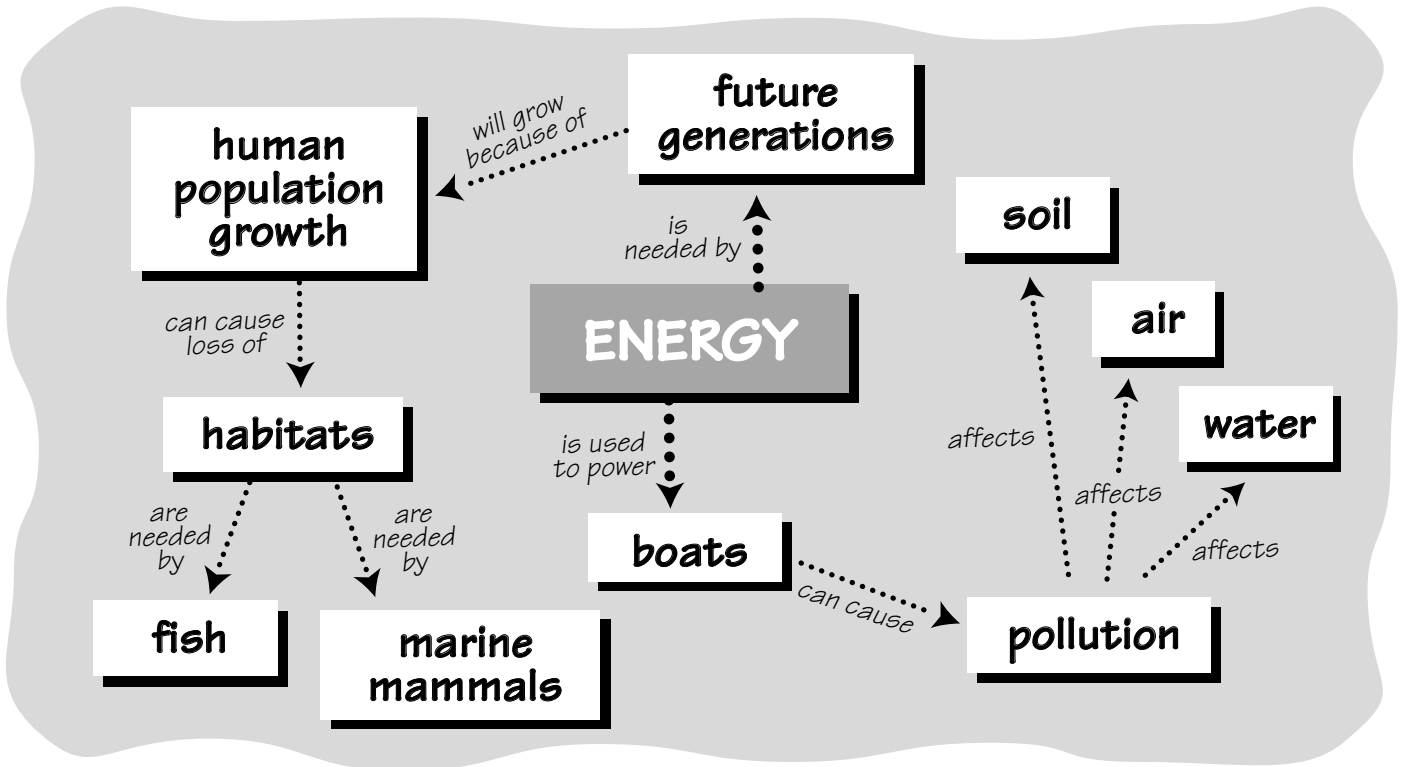 future
generations
will grow
because of
human
population
growth
is
needed by
soil
air
ENERGY
can cause
loss of
water
habitats
affects
is used
to power
affects
affects
are
needed
by
are
needed
by
boats
can cause
fish
marine
mammals
pollution